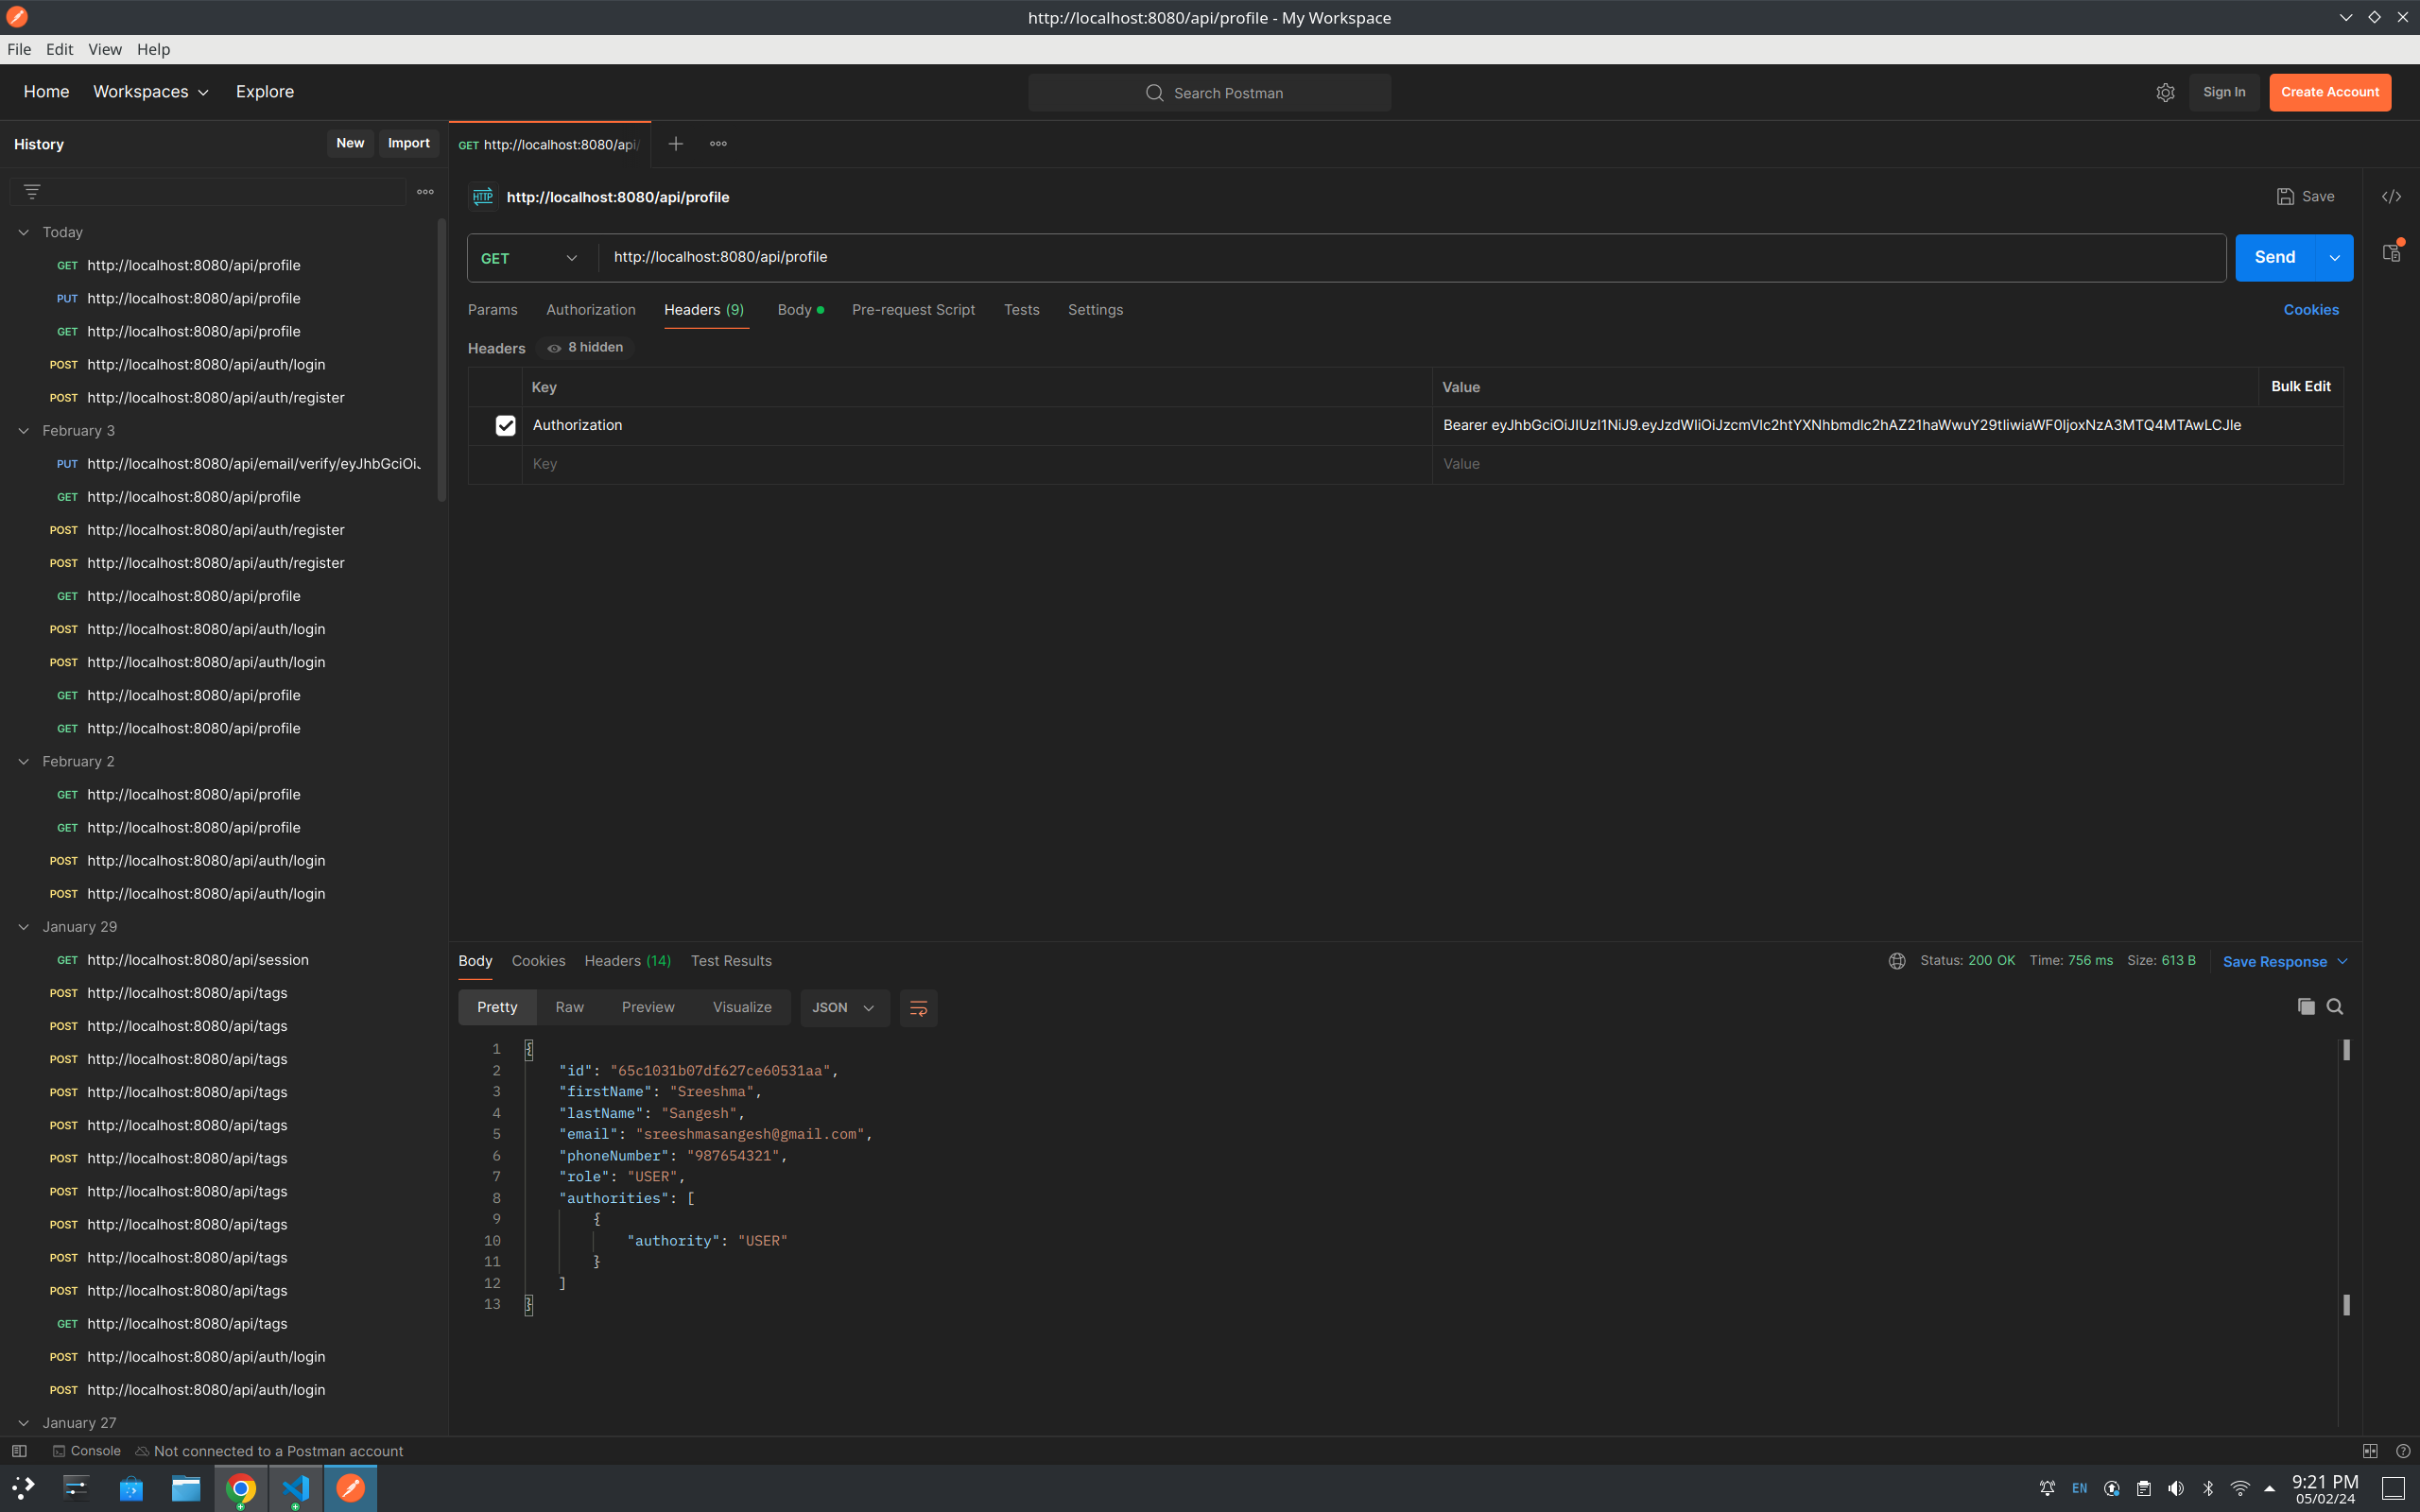 http://localhost:8080/api/profile - My Workspace
File Edit View Help
Home Workspaces Explore
Search Postman
Sign In
Create Account
History
New
Import
GET http://localhost:8080/api/
http://localhost:8080/api/profile
Save
Today
GET http://localhost:8080/api/profile
PUT http://localhost:8080/api/profile
GET http://localhost:8080/api/profile
POST http://localhost:8080/api/auth/login
POST http://localhost:8080/api/auth/register
February 3
PUT http://localhost:8080/api/email/verify/eyJhbGciOi
GET http://localhost:8080/api/profile
POST http://localhost:8080/api/auth/register
POST http://localhost:8080/api/auth/register
GET http://localhost:8080/api/profile
POST http://localhost:8080/api/auth/login
POST http://localhost:8080/api/auth/login
GET http://localhost:8080/api/profile
GET http://localhost:8080/api/profile
February 2
GET http://localhost:8080/api/profile
GET http://localhost:8080/api/profile
POST http://localhost:8080/api/auth/login
POST http://localhost:8080/api/auth/login
January 29
GET http://localhost:8080/api/session
POST http://localhost:8080/api/tags
POST http://localhost:8080/api/tags
POST http://localhost:8080/api/tags
POST http://localhost:8080/api/tags
POST http://localhost:8080/api/tags
POST http://localhost:8080/api/tags
POST http://localhost:8080/api/tags
POST http://localhost:8080/api/tags
POST http://localhost:8080/api/tags
POST http://localhost:8080/api/tags
GET http://localhost:8080/api/tags
POST http://localhost:8080/api/auth/login
POST http://localhost:8080/api/auth/login
January 27
HTTP
GET
http://localhost:8080/api/profile
Send
Params Authorization Headers (9) Body Pre-request Script Tests Settings
Cookies
Headers 8 hidden
Key Value Bulk Edit
Authorization Bearer eyJhbGciOiJIUzI1NiJ9.eyJzdWIiOiJzcmVlc2htYXNhbmdlc2hAZ21haWwuY29tIiwiaWF0IjoxNzA3MTQ4MTAwLCJle
Key Value
Body Cookies Headers (14) Test Results
Status: 200 OK Time: 756 ms Size: 613 B
Save Response
Pretty Raw Preview Visualize JSON
1 {
2 "id": "65c1031b07df627ce60531aa",
3 "firstName": "Sreeshma",
4 "lastName": "Sangesh",
5 "email": "sreeshmasangesh@gmail.com",
6 "phoneNumber": "987654321",
7 "role": "USER",
8 "authorities": [
9 {
10 "authority": "USER"
11 }
12 ]
13 }
Console Not connected to a Postman account
EN
9:21 PM
05/02/24